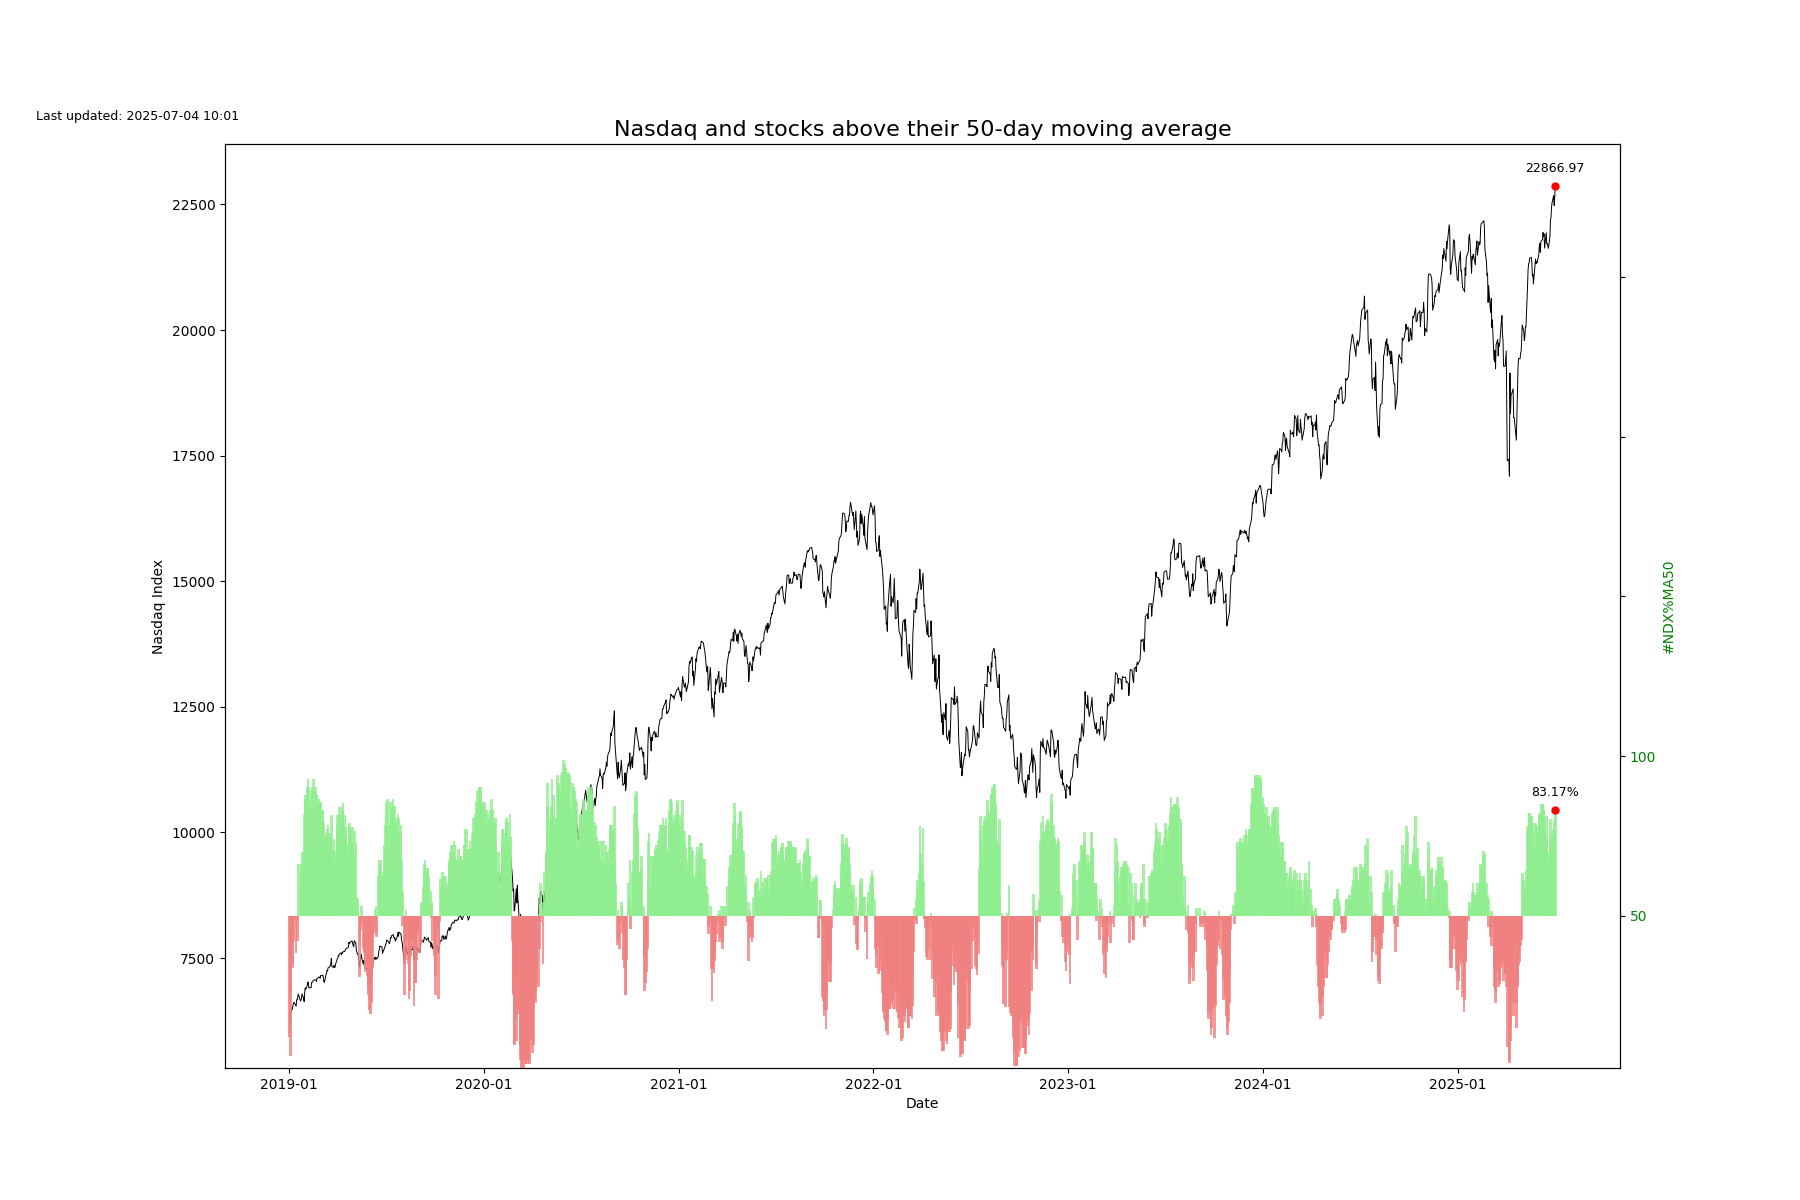 Last updated: 2025-07-04 10:01
Nasdaq and stocks above their 50-day moving average
22866.97
22500
20000
17500
15000
12500
10000
7500
Nasdaq Index
#NDX%MA50
100
83.17%
50
2019-01 2020-01 2021-01 2022-01 2023-01 2024-01 2025-01
Date